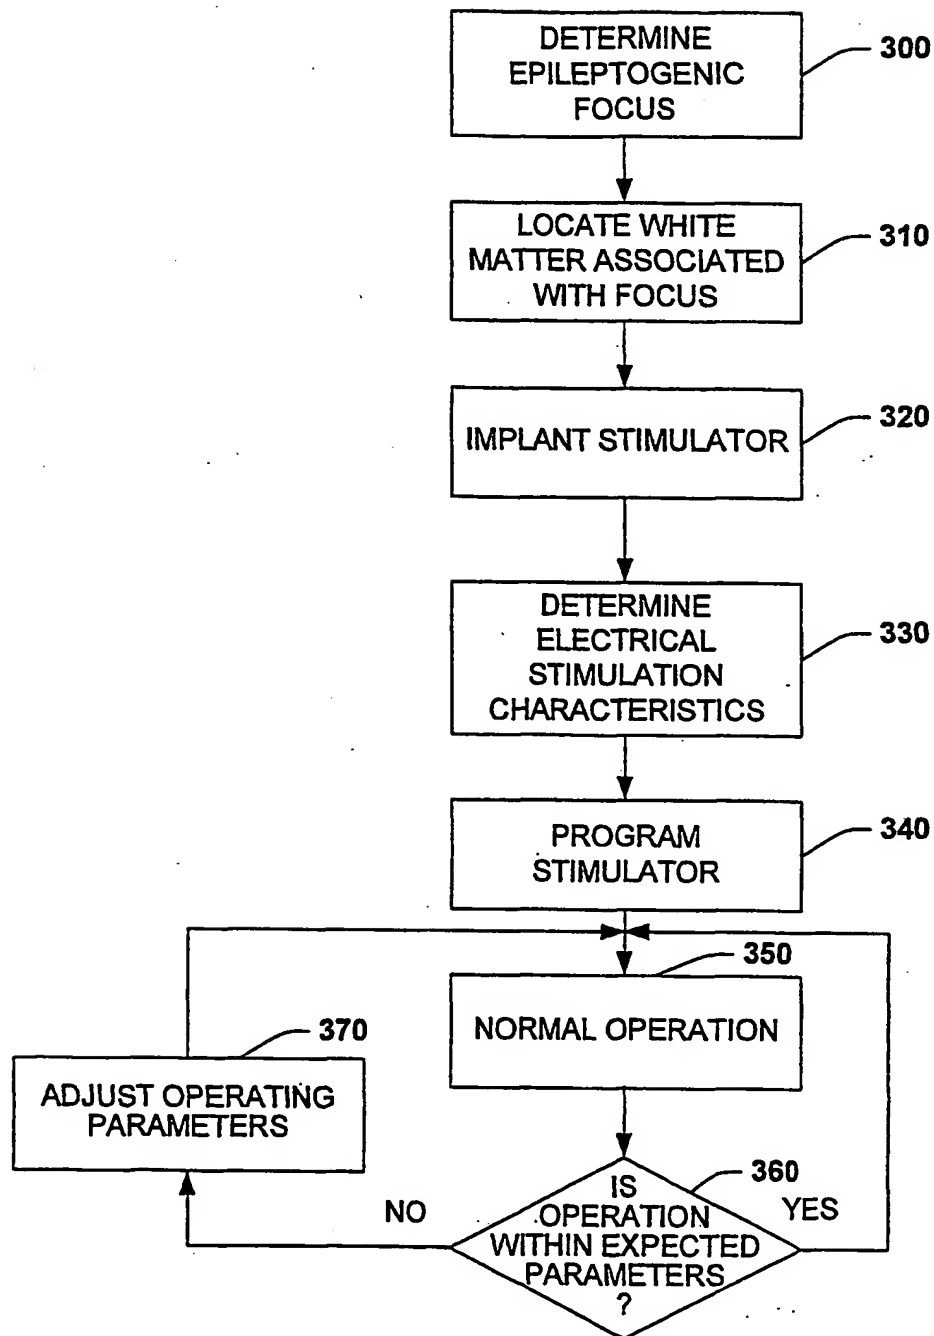 DETERMINE
EPILEPTOGENIC
FOCUS
300
LOCATE WHITE
MATTER ASSOCIATED
WITH FOCUS
310
IMPLANT STIMULATOR
320
DETERMINE
ELECTRICAL
STIMULATION
CHARACTERISTICS
330
PROGRAM
STIMULATOR
340
350
NORMAL OPERATION
370
ADJUST OPERATING
PARAMETERS
360
IS
OPERATION
WITHIN EXPECTED
PARAMETERS
?
NO
YES